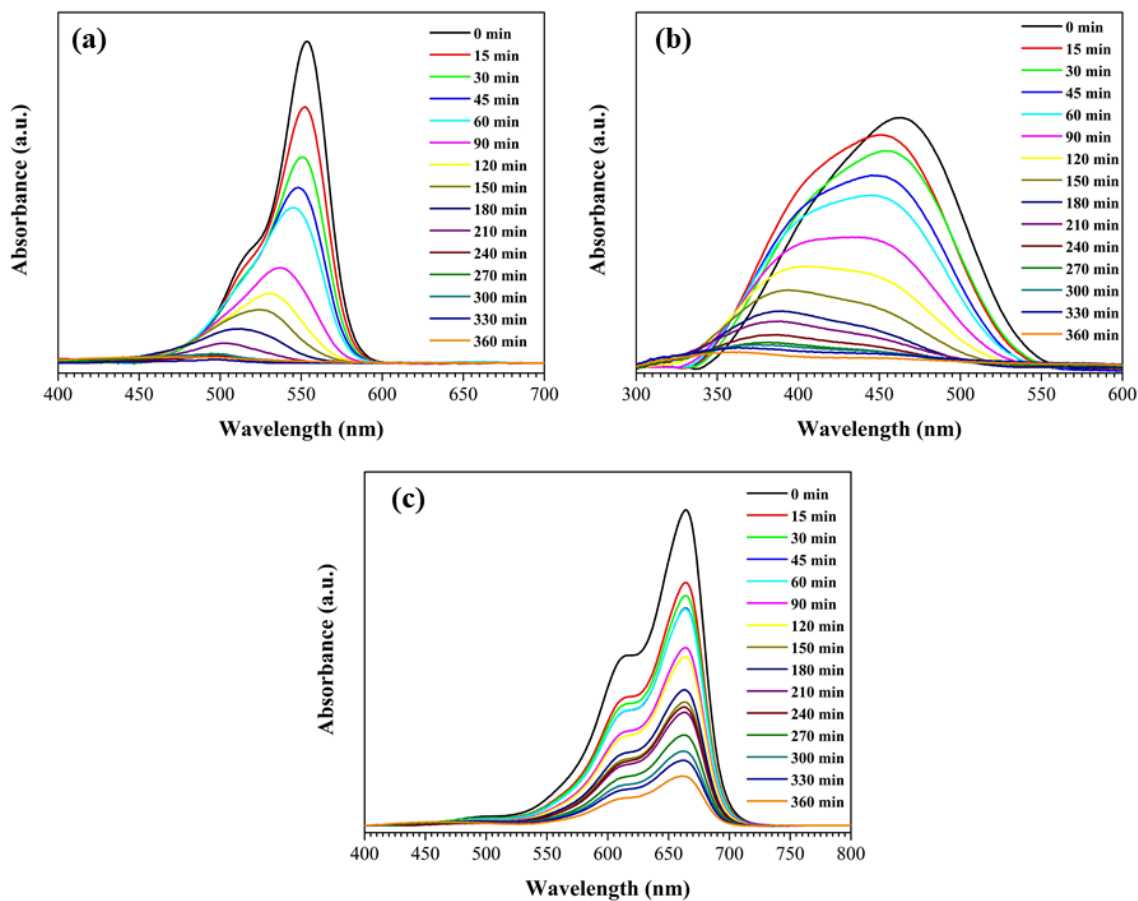 (a)
0 min
15 min
30 min
45 min
60 min
90 min
120 min
150 min
180 min
210 min
240 min
270 min
300 min
330 min
360 min
Absorbance (a.u.)
400 450 500 550 600 650 700
Wavelength (nm)
(b)
0 min
15 min
30 min
45 min
60 min
90 min
120 min
150 min
180 min
210 min
240 min
270 min
300 min
330 min
360 min
Absorbance (a.u.)
300 350 400 450 500 550 600
Wavelength (nm)
(c)
0 min
15 min
30 min
45 min
60 min
90 min
120 min
150 min
180 min
210 min
240 min
270 min
300 min
330 min
360 min
Absorbance (a.u.)
400 450 500 550 600 650 700 750 800
Wavelength (nm)